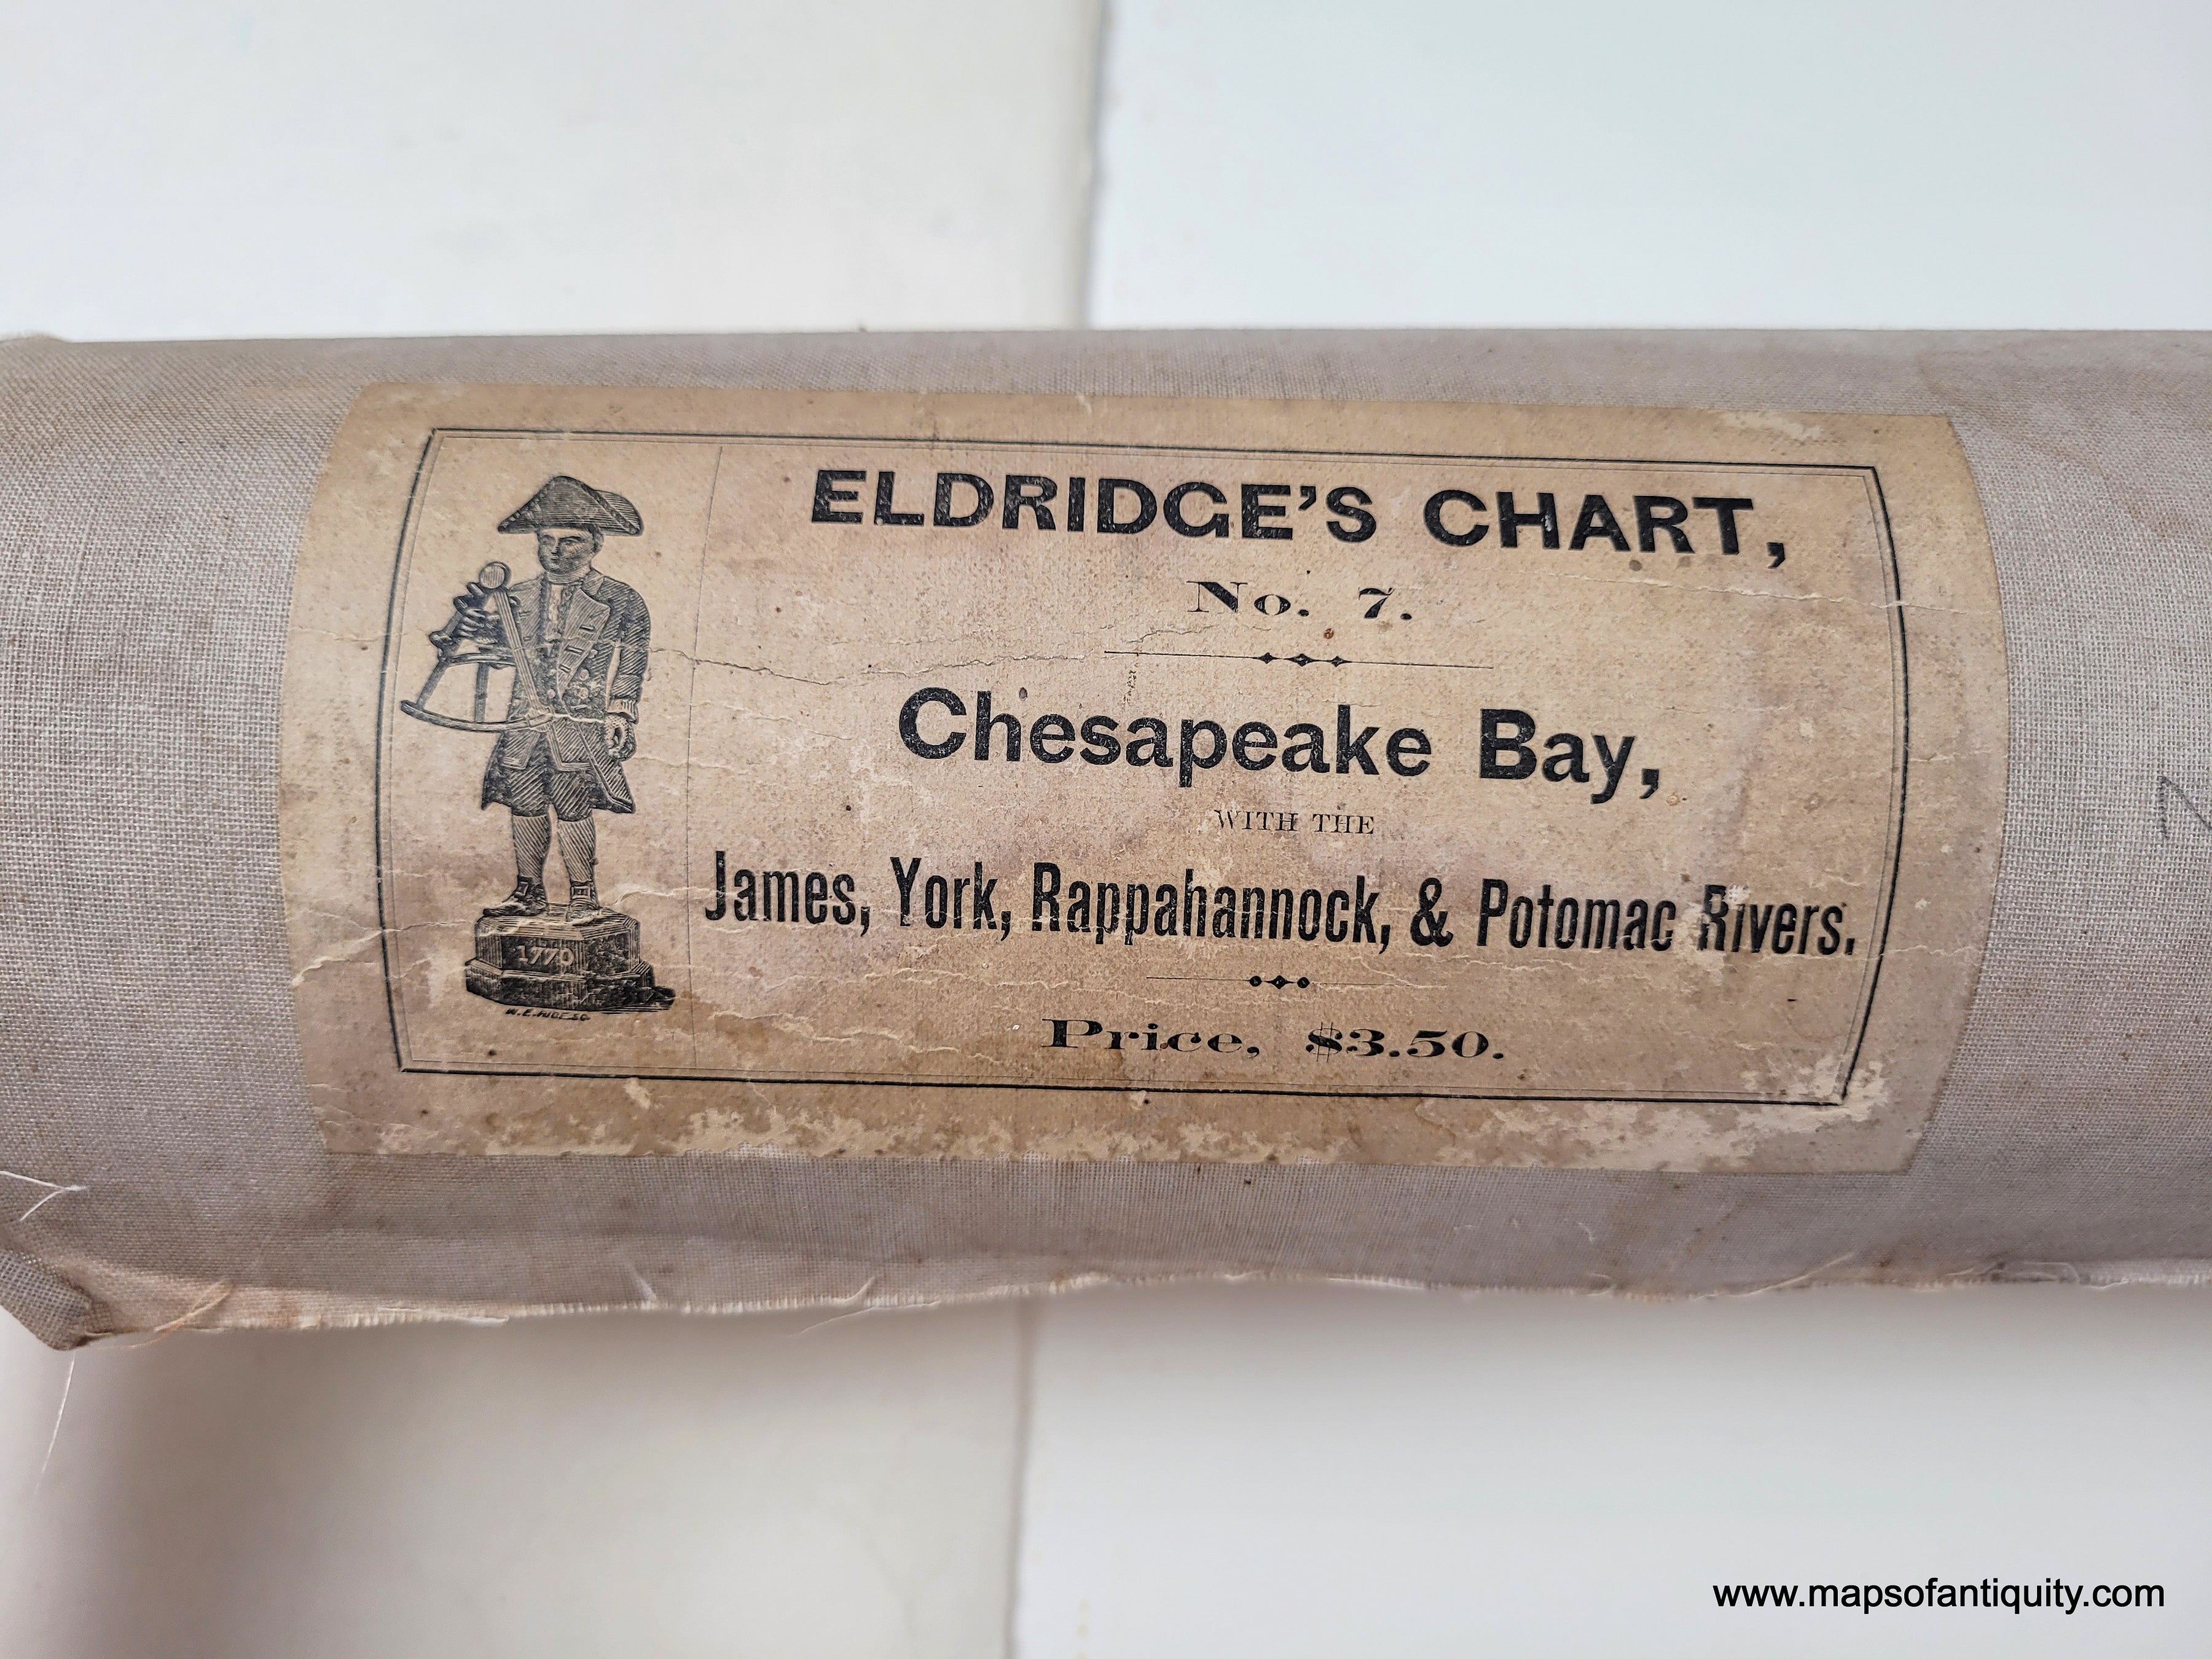 ELDRIDGE'S CHART,
No. 7.
Chesapeake Bay,
WITH THE
James, York, Rappahannock, & Potomac Rivers.
Price, $3.50.
1770
7
www.mapsofantiquity.com